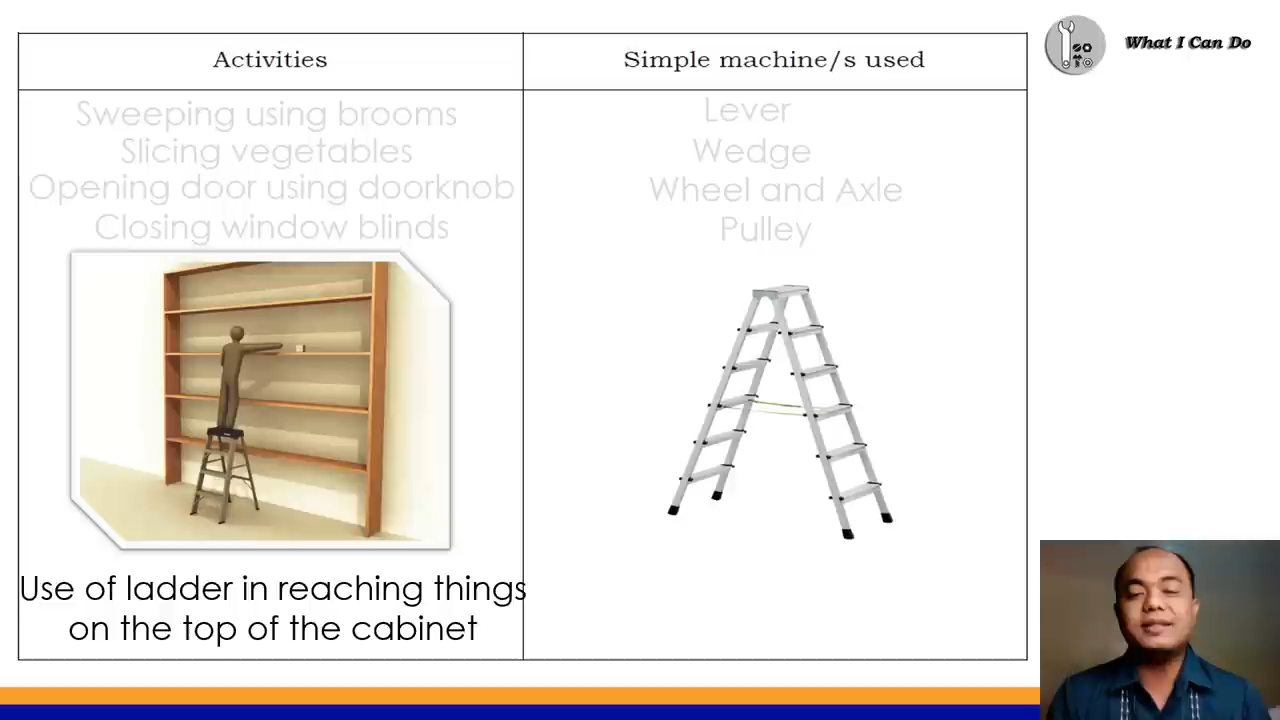 Activities
Simple machine/s used
What I Can Do
Sweeping using brooms
Lever
Slicing vegetables
Wedge
Opening door using doorknob
Wheel and Axle
Closing window blinds
Pulley
Use of ladder in reaching things
on the top of the cabinet